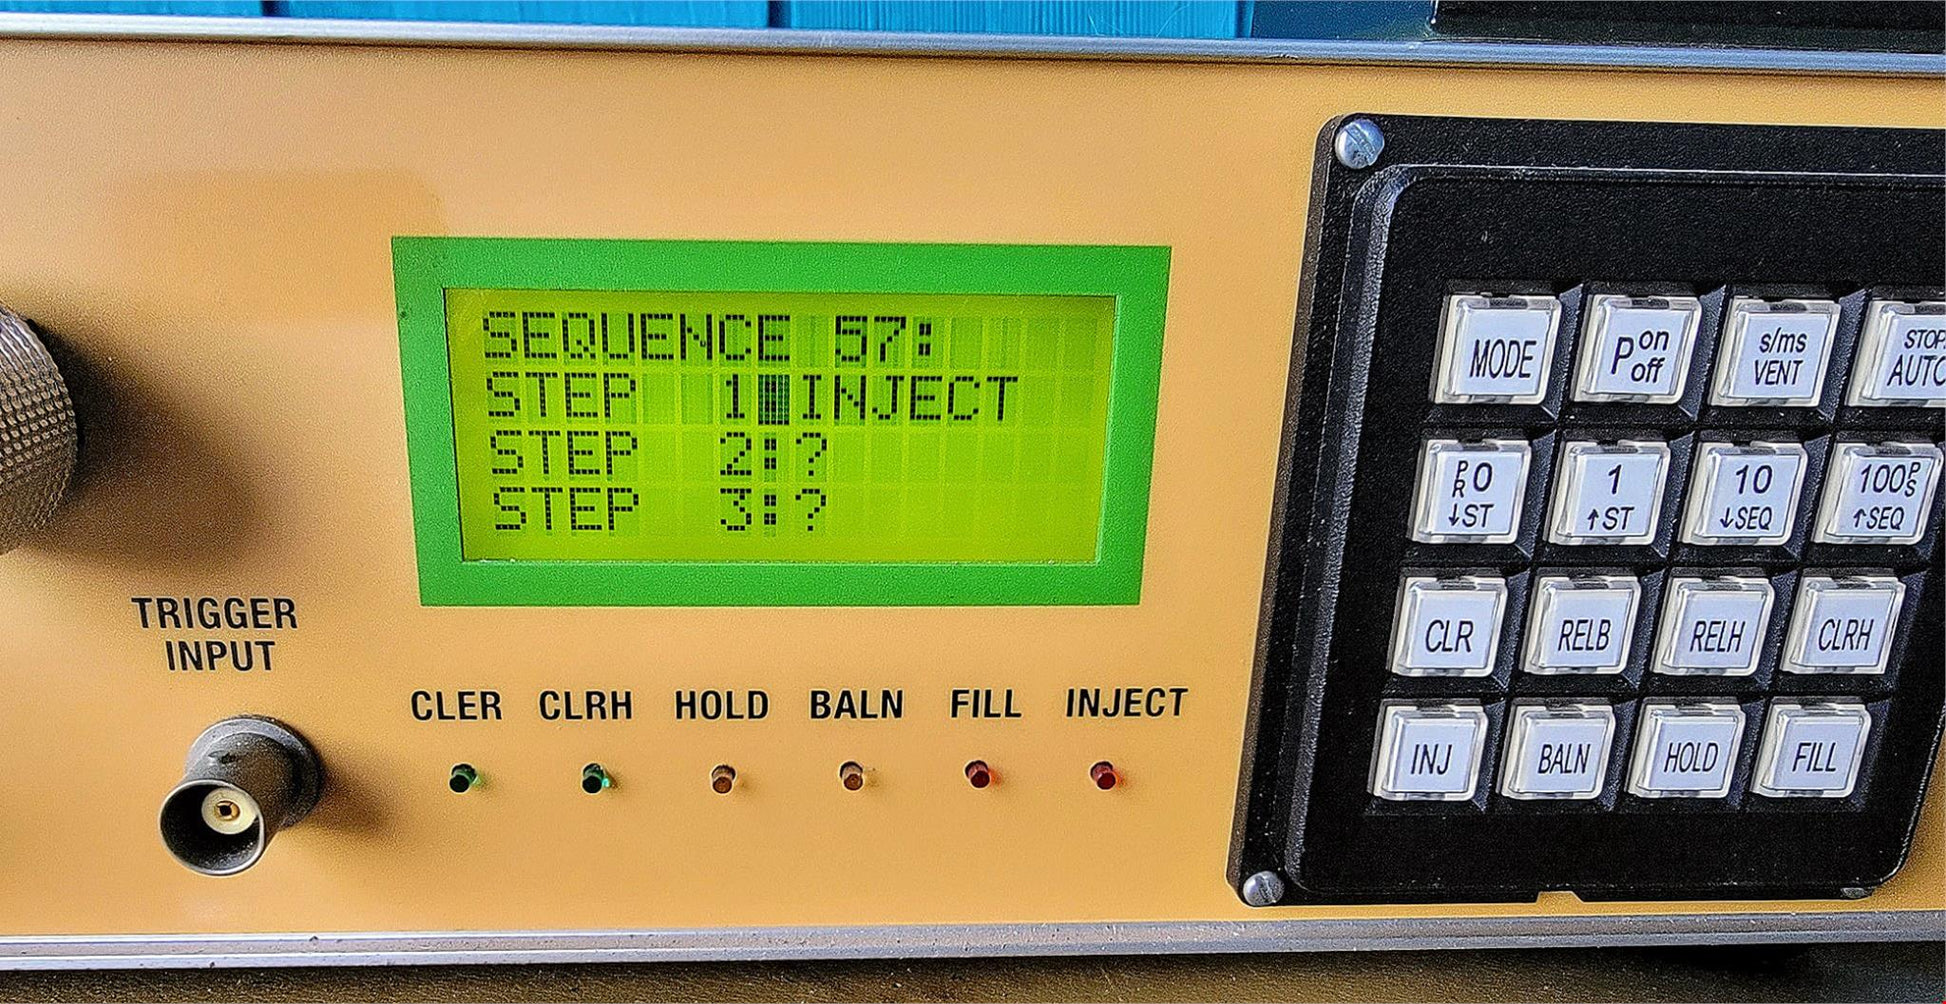 SEQUENCE 57:
STEP 1 INJECT
STEP 2:?
STEP 3:?
TRIGGER
INPUT
CLER CLRH HOLD BALN FILL INJECT
MODE
P on
off
s/ms
VENT
STOP
AUTO
PR 0
↓ST
1
↑ST
10
↓SEQ
100 PS
↑SEQ
CLR RELB RELH CLRH
INJ BALN HOLD FILL